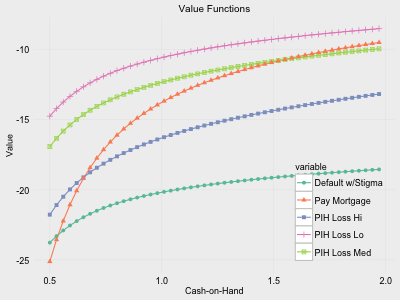 Value Functions
-10
-15
-20
-25
Value
variable
Default w/Stigma
Pay Mortgage
PIH Loss Hi
PIH Loss Lo
PIH Loss Med
0.5
1.0
1.5
2.0
Cash-on-Hand